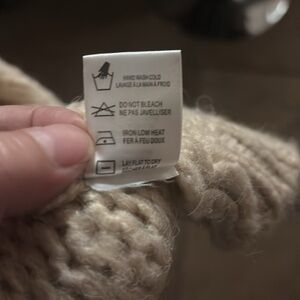 HAND WASH COLD
LAVAGE A LA MAIN A FROID
DO NOT BLEACH
NE PAS JAVELLISER
IRON LOW HEAT
FER A FEU DOUX
LAY FLAT TO DRY